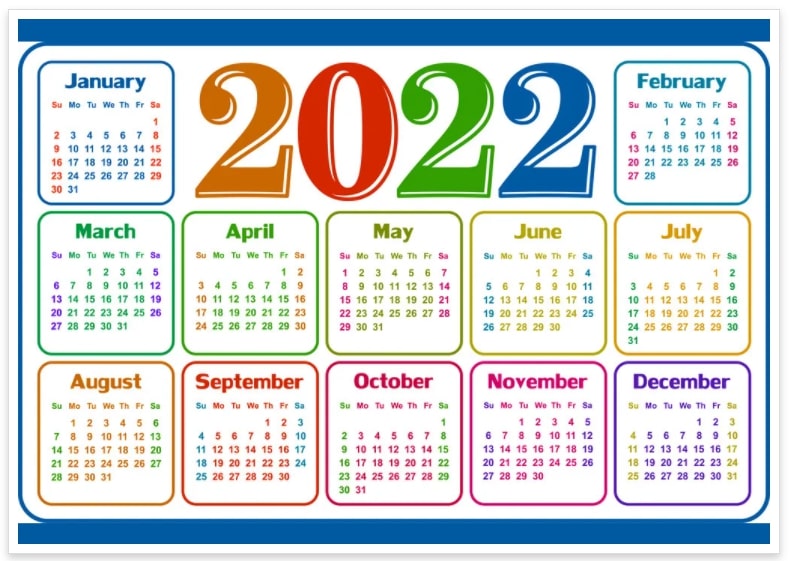 2022
January
Su Mo Tu We Th Fr Sa
1
2 3 4 5 6 7 8
9 10 11 12 13 14 15
16 17 18 19 20 21 22
23 24 25 26 27 28 29
30 31
February
Su Mo Tu We Th Fr Sa
1 2 3 4 5
6 7 8 9 10 11 12
13 14 15 16 17 18 19
20 21 22 23 24 25 26
27 28
March
Su Mo Tu We Th Fr Sa
1 2 3 4 5
6 7 8 9 10 11 12
13 14 15 16 17 18 19
20 21 22 23 24 25 26
27 28 29 30 31
April
Su Mo Tu We Th Fr Sa
1 2
3 4 5 6 7 8 9
10 11 12 13 14 15 16
17 18 19 20 21 22 23
24 25 26 27 28 29 30
May
Su Mo Tu We Th Fr Sa
1 2 3 4 5 6 7
8 9 10 11 12 13 14
15 16 17 18 19 20 21
22 23 24 25 26 27 28
29 30 31
June
Su Mo Tu We Th Fr Sa
1 2 3 4
5 6 7 8 9 10 11
12 13 14 15 16 17 18
19 20 21 22 23 24 25
26 27 28 29 30
July
Su Mo Tu We Th Fr Sa
1 2
3 4 5 6 7 8 9
10 11 12 13 14 15 16
17 18 19 20 21 22 23
24 25 26 27 28 29 30
31
August
Su Mo Tu We Th Fr Sa
1 2 3 4 5 6
7 8 9 10 11 12 13
14 15 16 17 18 19 20
21 22 23 24 25 26 27
28 29 30 31
September
Su Mo Tu We Th Fr Sa
1 2 3
4 5 6 7 8 9 10
11 12 13 14 15 16 17
18 19 20 21 22 23 24
25 26 27 28 29 30
October
Su Mo Tu We Th Fr Sa
1
2 3 4 5 6 7 8
9 10 11 12 13 14 15
16 17 18 19 20 21 22
23 24 25 26 27 28 29
30 31
November
Su Mo Tu We Th Fr Sa
1 2 3 4 5
6 7 8 9 10 11 12
13 14 15 16 17 18 19
20 21 22 23 24 25 26
27 28 29 30
December
Su Mo Tu We Th Fr Sa
1 2 3
4 5 6 7 8 9 10
11 12 13 14 15 16 17
18 19 20 21 22 23 24
25 26 27 28 29 30 31